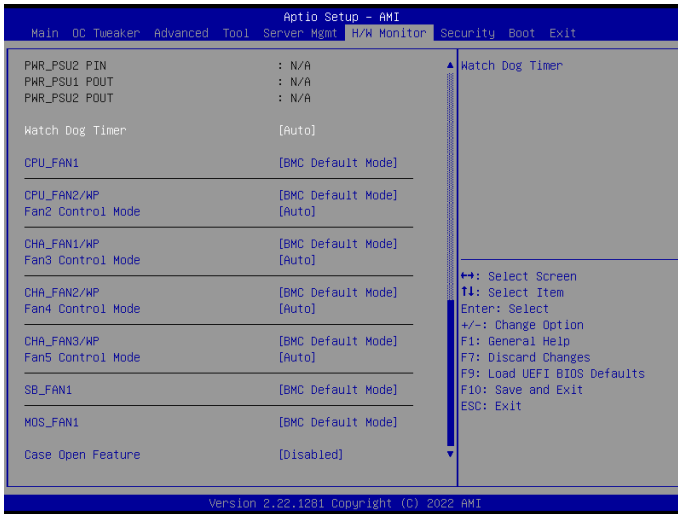 Aptio Setup – AMI
Main OC Tweaker Advanced Tool Server Mgmt H/W Monitor Security Boot Exit
PWR_PSU2 PIN : N/A
PWR_PSU1 POUT : N/A
PWR_PSU2 POUT : N/A
Watch Dog Timer [Auto]
CPU_FAN1 [BMC Default Mode]
CPU_FAN2/WP [BMC Default Mode]
Fan2 Control Mode [Auto]
CHA_FAN1/WP [BMC Default Mode]
Fan3 Control Mode [Auto]
CHA_FAN2/WP [BMC Default Mode]
Fan4 Control Mode [Auto]
CHA_FAN3/WP [BMC Default Mode]
Fan5 Control Mode [Auto]
SB_FAN1 [BMC Default Mode]
MOS_FAN1 [BMC Default Mode]
Case Open Feature [Disabled]
Watch Dog Timer
↔: Select Screen
↑↓: Select Item
Enter: Select
+/-: Change Option
F1: General Help
F7: Discard Changes
F9: Load UEFI BIOS Defaults
F10: Save and Exit
ESC: Exit
Version 2.22.1281 Copyright (C) 2022 AMI